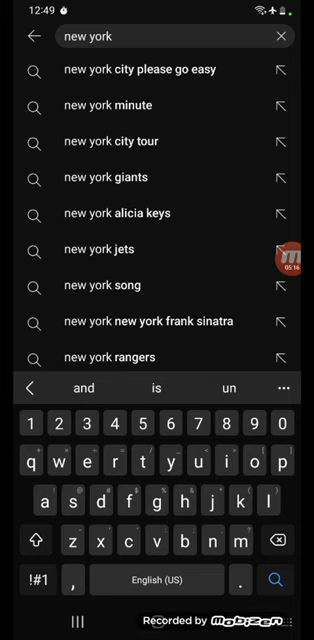 12:49
new york
new york city please go easy
new york minute
new york city tour
new york giants
new york alicia keys
new york jets
05:16
new york song
new york new york frank sinatra
new york rangers
and is un
1 2 3 4 5 6 7 8 9 0
q w e r t y u i o p
a s d f g h j k l
z x c v b n m
!#1 , English (US) .
Recorded by Mobizen